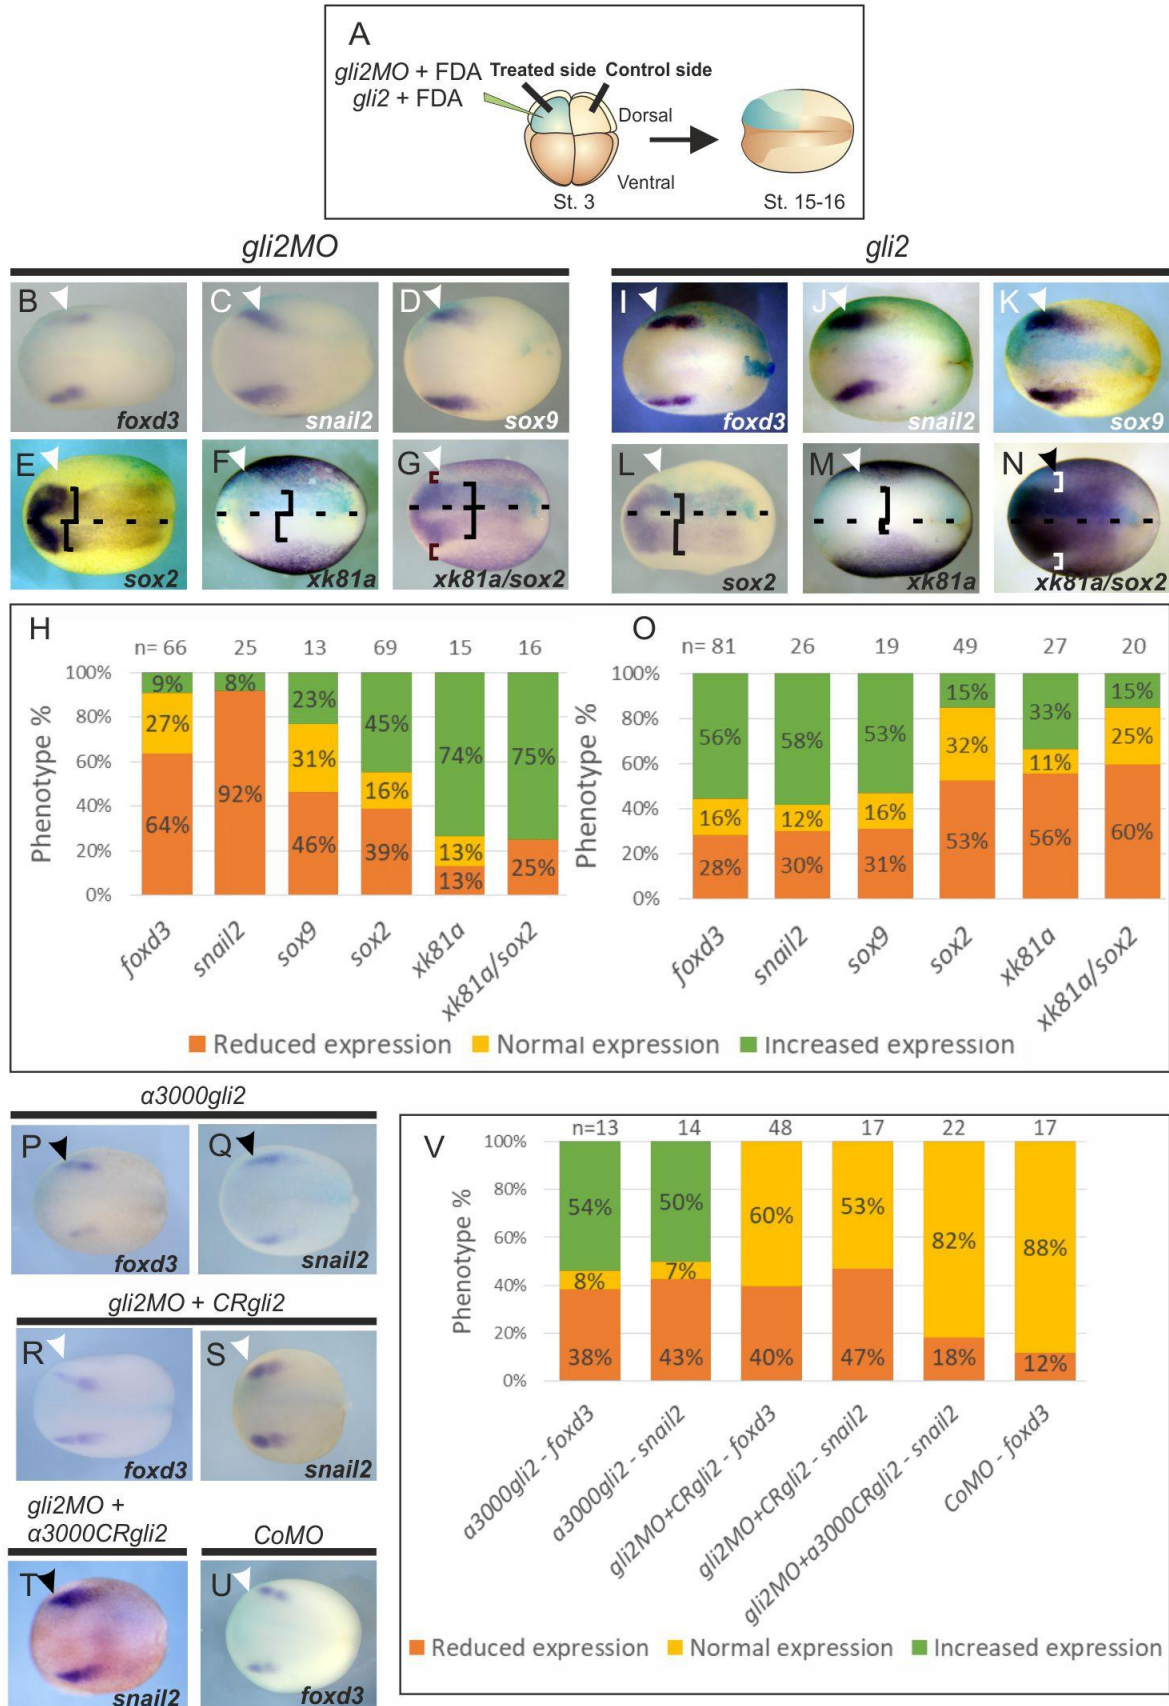 A
gli2MO + FDA Treated side Control side
gli2 + FDA
Dorsal
Ventral
St. 3 St. 15-16
gli2MO gli2
B foxd3
C snail2
D sox9
I foxd3
J snail2
K sox9
E sox2
F xk81a
G xk81a/sox2
L sox2
M xk81a
N xk81a/sox2
H
n= 66 25 13 69 15 16
Phenotype %
100%
80%
60%
40%
20%
0%
9% 8% 23% 45% 74% 75%
27% 31% 16% 13%
64% 92% 46% 39% 13% 25%
foxd3 snail2 sox9 sox2 xk81a xk81a/sox2
O
n= 81 26 19 49 27 20
Phenotype %
100%
80%
60%
40%
20%
0%
56% 58% 53% 15% 33% 15%
16% 12% 16% 32% 11% 25%
28% 30% 31% 53% 56% 60%
foxd3 snail2 sox9 sox2 xk81a xk81a/sox2
Reduced expression Normal expression Increased expression
α3000gli2
P foxd3
Q snail2
gli2MO + CRgli2
R foxd3
S snail2
gli2MO +
α3000CRgli2
CoMO
T snail2
U foxd3
V
n=13 14 48 17 22 17
Phenotype %
100%
80%
60%
40%
20%
0%
54% 50%
8% 7% 60% 53% 82% 88%
38% 43% 40% 47% 18% 12%
α3000gli2 - foxd3
α3000gli2 - snail2
gli2MO+CRgli2 - foxd3
gli2MO+CRgli2 - snail2
gli2MO+α3000CRgli2 - snail2
CoMO - foxd3
Reduced expression Normal expression Increased expression